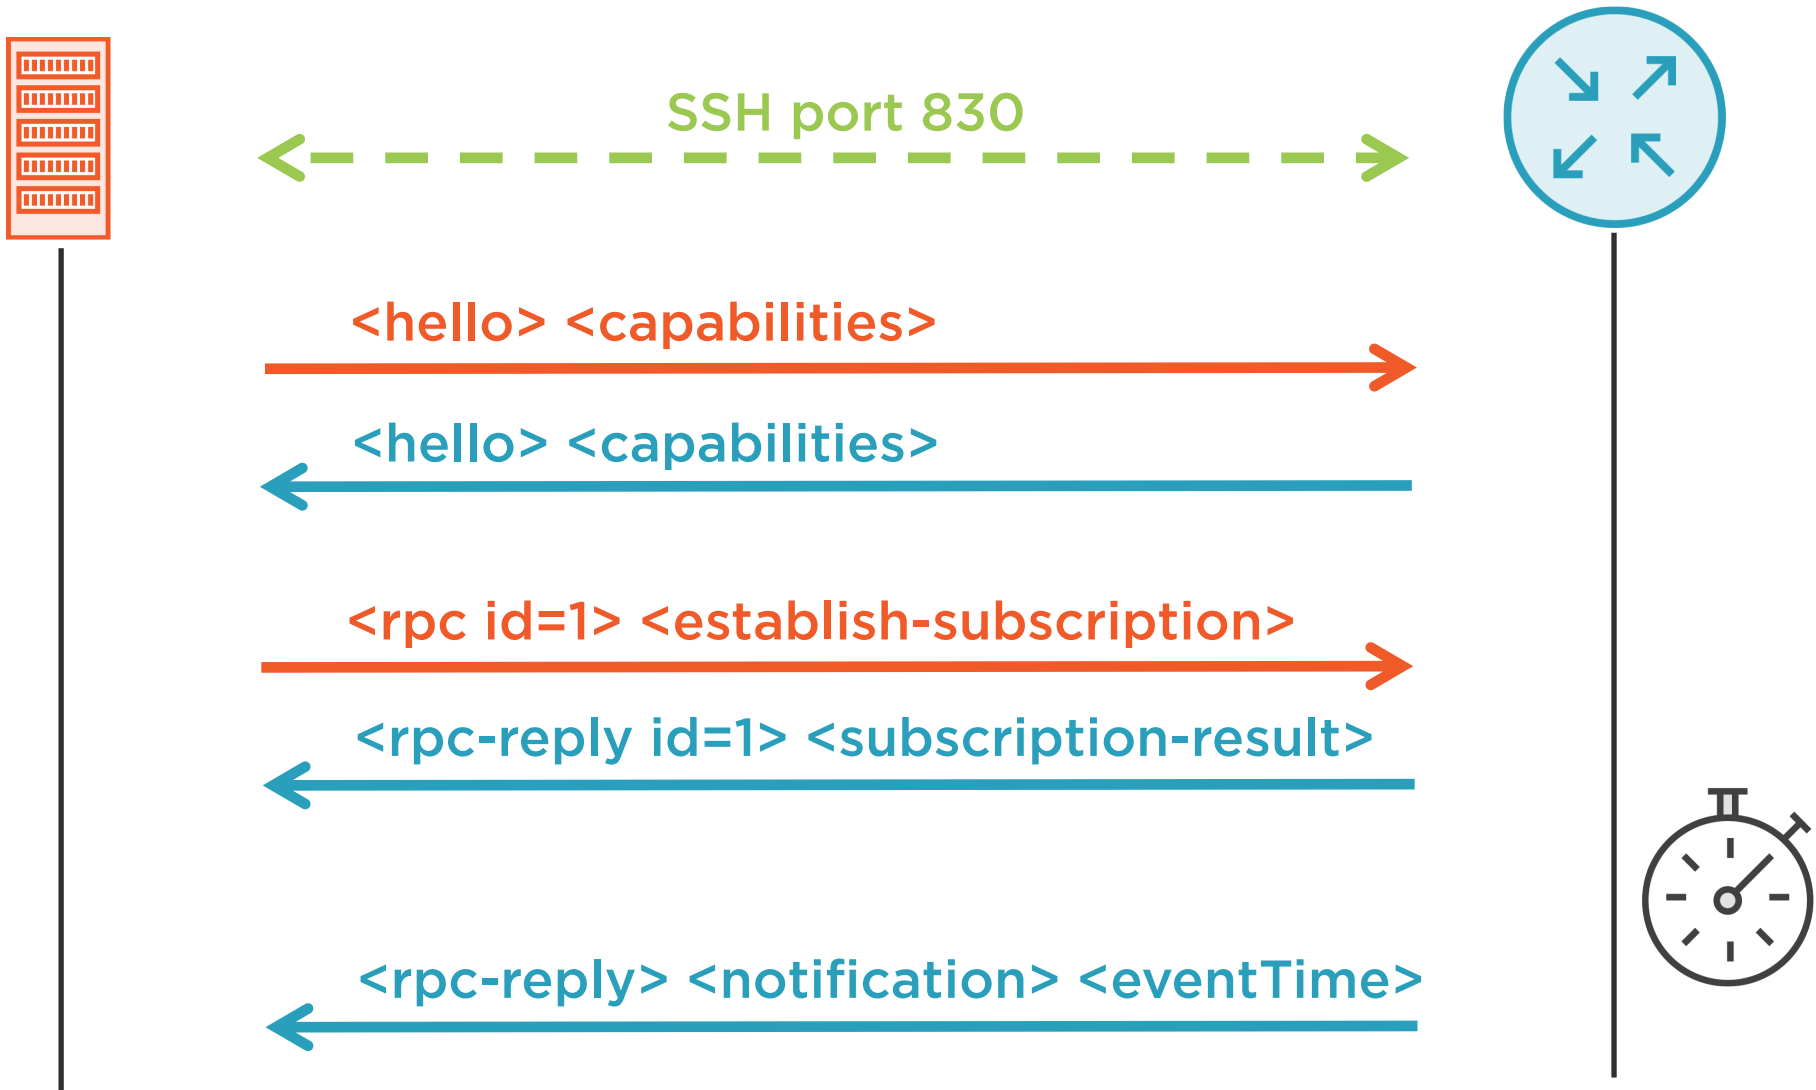 SSH port 830
<hello> <capabilities>
<hello> <capabilities>
<rpc id=1> <establish-subscription>
<rpc-reply id=1> <subscription-result>
<rpc-reply> <notification> <eventTime>